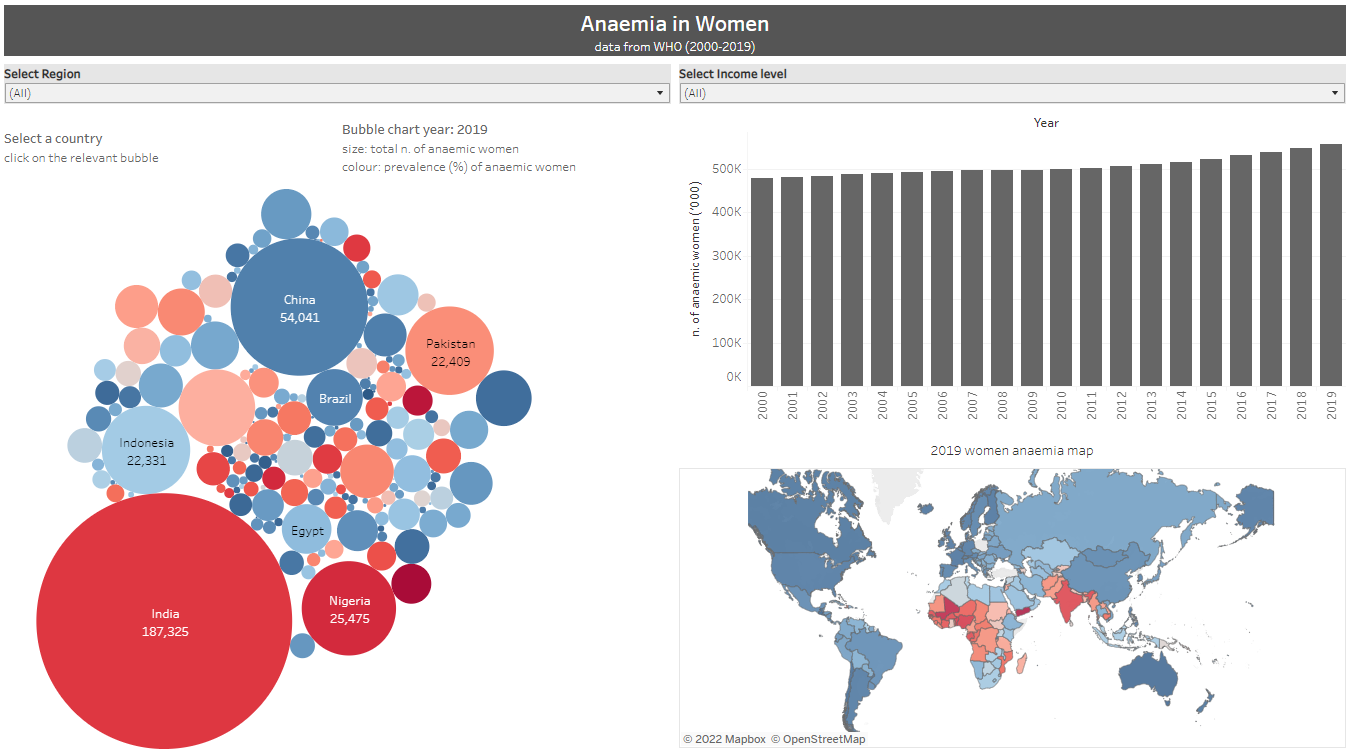 Anaemia in Women
data from WHO (2000-2019)
Select Region
(All)
Select Income level
(All)
Select a country
click on the relevant bubble
Bubble chart year: 2019
size: total n. of anaemic women
colour: prevalence (%) of anaemic women
China
54,041
Pakistan
22,409
Brazil
Indonesia
22,331
Egypt
India
187,325
Nigeria
25,475
Year
n. of anaemic women ('000)
500K
400K
300K
200K
100K
0K
2000
2001
2002
2003
2004
2005
2006
2007
2008
2009
2010
2011
2012
2013
2014
2015
2016
2017
2018
2019
2019 women anaemia map
© 2022 Mapbox © OpenStreetMap